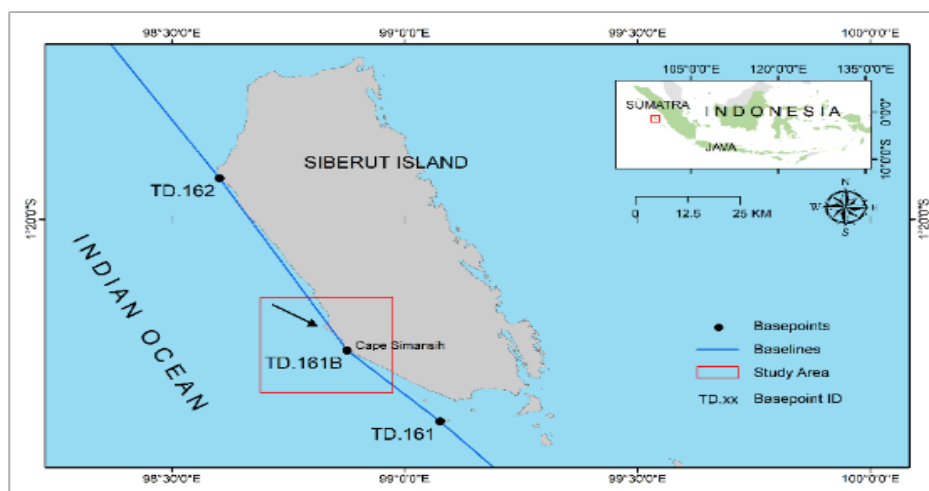 98°30'0"E 99°0'0"E 99°30'0"E 100°0'0"E
105°0'0"E 120°0'0"E 135°0'0"E
SUMATRA
INDONESIA
JAVA
0°0'0"
10°0'0"S
SIBERUT ISLAND
TD.162
0 12.5 25 KM
N
W E
S
1°20'0"S
1°20'0"S
INDIAN OCEAN
Cape Simansih
TD.161B
TD.161
Basepoints
Baselines
Study Area
TD.xx Basepoint ID
98°30'0"E 99°0'0"E 99°30'0"E 100°0'0"E